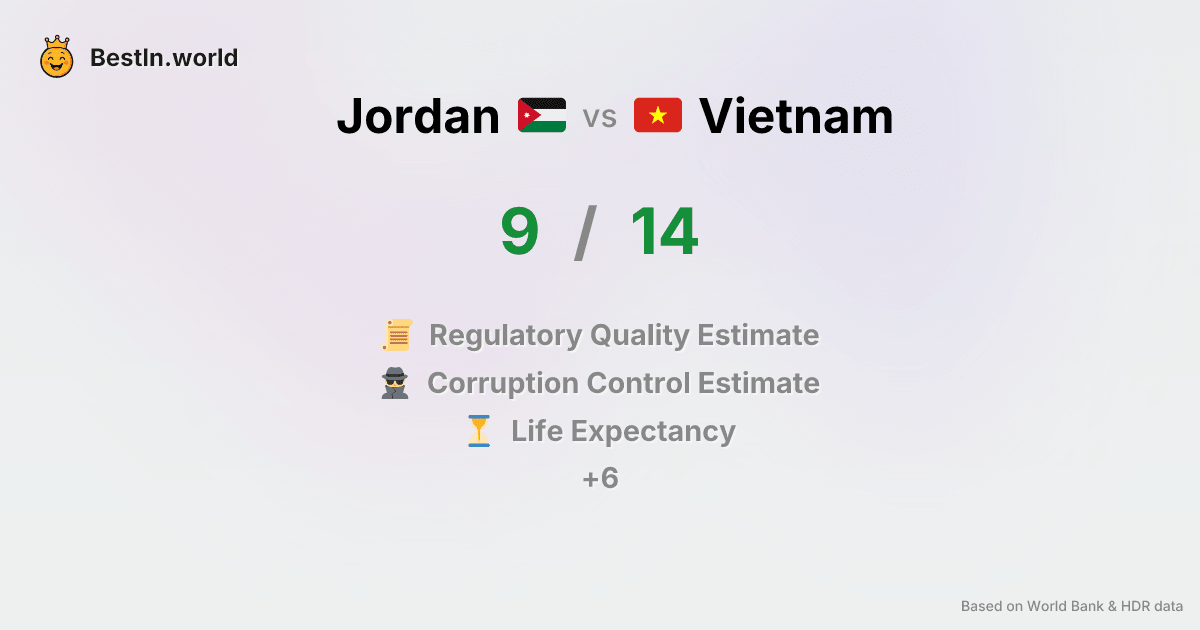 BestIn.world
Jordan vs Vietnam
9 / 14
Regulatory Quality Estimate
Corruption Control Estimate
Life Expectancy
+6
Based on World Bank & HDR data